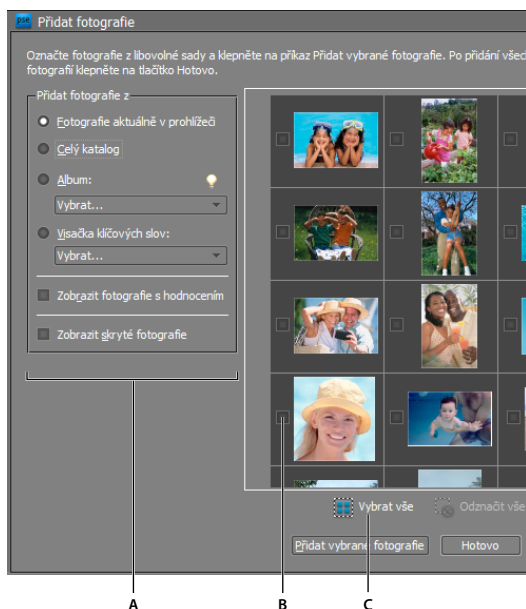 pse Přidat fotografie
Označte fotografie z libovolné sady a klepněte na příkaz Přidat vybrané fotografie. Po přidání všec
fotografií klepněte na tlačítko Hotovo.
Přidat fotografie z
Fotografie aktuálně v prohlížeči
Celý katalog
Album:
Vybrat...
Visačka klíčových slov:
Vybrat...
Zobrazit fotografie s hodnocením
Zobrazit skryté fotografie
Vybrat vše
Odznačit vše
Přidat vybrané fotografie
Hotovo
A
B
C